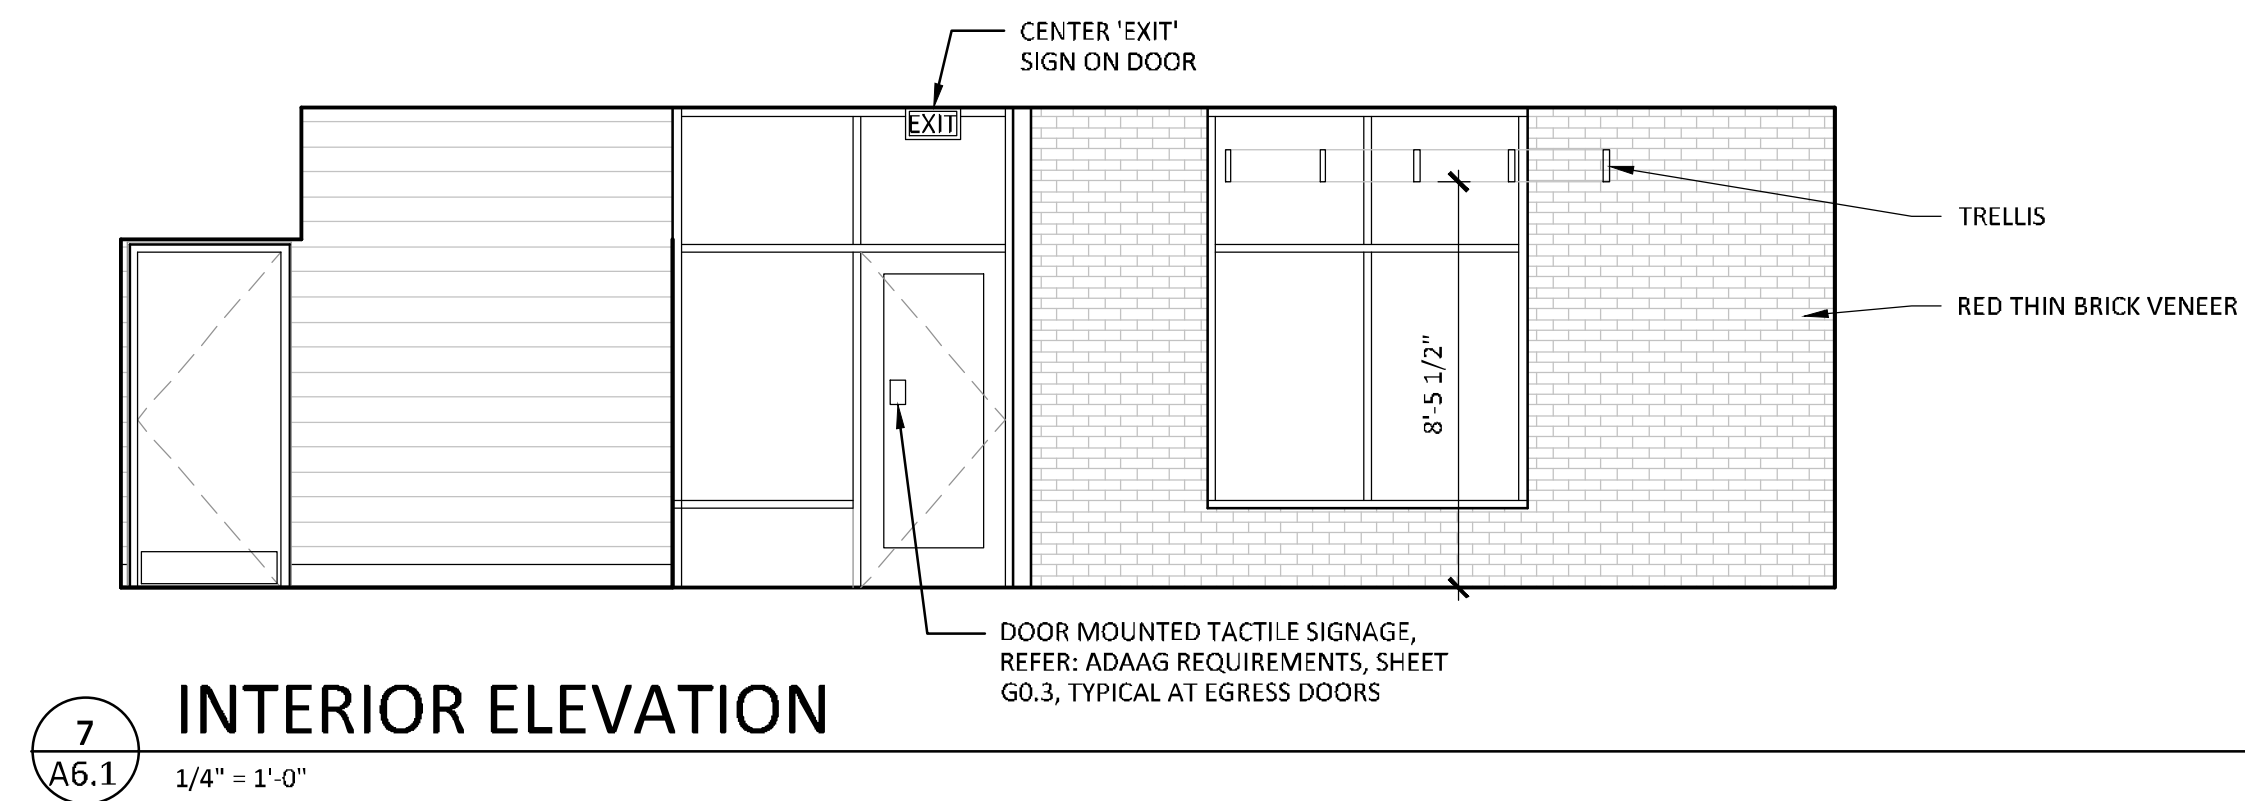 CENTER 'EXIT'
SIGN ON DOOR
EXIT
TRELLIS
RED THIN BRICK VENEER
8'-5 1/2"
DOOR MOUNTED TACTILE SIGNAGE,
REFER: ADAAG REQUIREMENTS, SHEET
G0.3, TYPICAL AT EGRESS DOORS
7
INTERIOR ELEVATION
A6.1
1/4" = 1'-0"